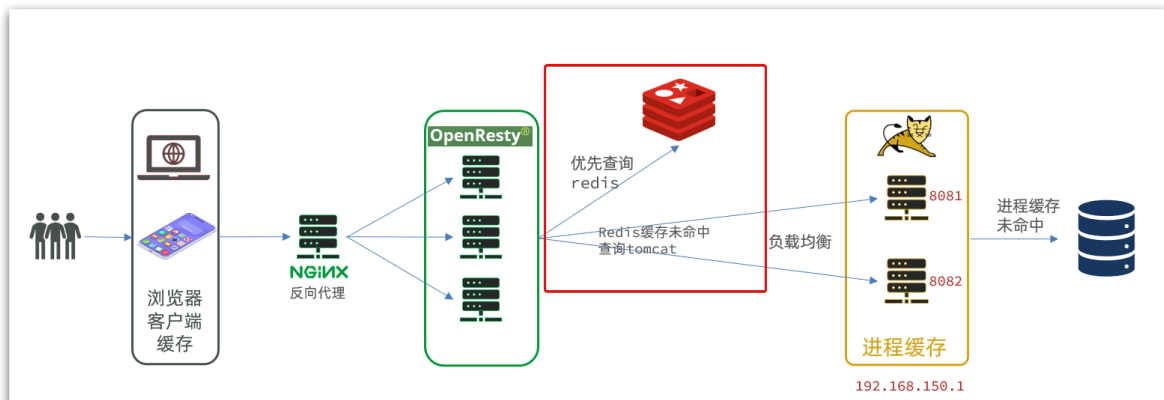 OpenResty®
优先查询
redis
8081
进程缓存
未命中
Redis缓存未命中
查询tomcat
负载均衡
NGINX
反向代理
8082
浏览器
客户端
缓存
进程缓存
192.168.150.1